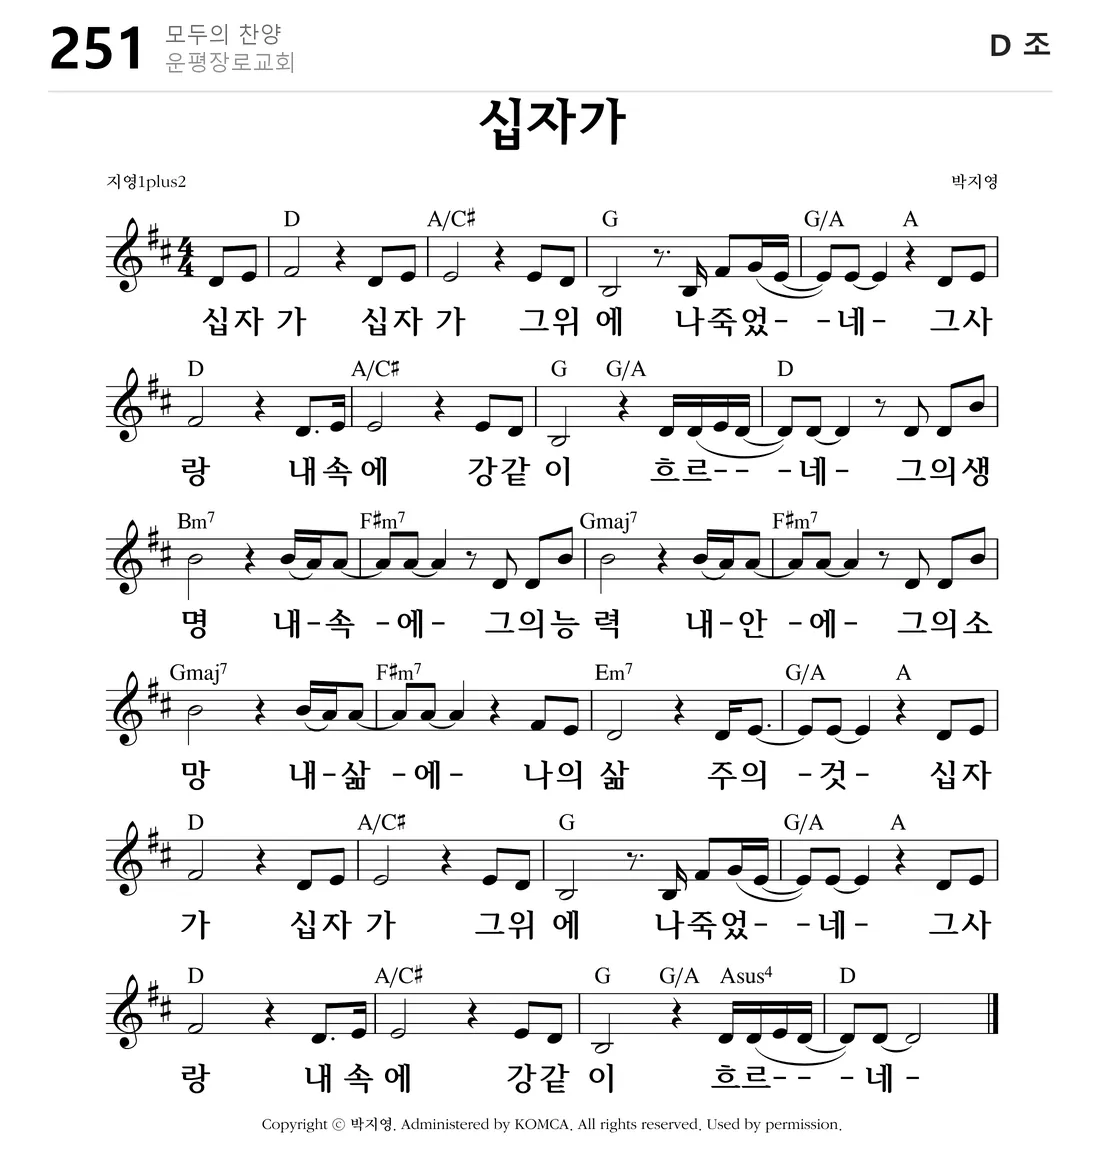 251 모두의 찬양
운평장로교회
D 조
십자가
지영1plus2 박지영
D A/C♯ G G/A A
십자 가 십자 가 그위 에 나죽었- -네- 그사
D A/C♯ G G/A D
랑 내속 에 강같 이 흐르-- -네- 그의생
Bm7 F♯m7 Gmaj7 F♯m7
명 내-속 -에- 그의능 력 내-안 -에- 그의소
Gmaj7 F♯m7 Em7 G/A A
망 내-삶 -에- 나의 삶 주의 -것- 십자
D A/C♯ G G/A A
가 십자 가 그위 에 나죽었- -네- 그사
D A/C♯ G G/A Asus4 D
랑 내 속 에 강같 이 흐르-- -네-
Copyright ⓒ 박지영. Administered by KOMCA. All rights reserved. Used by permission.